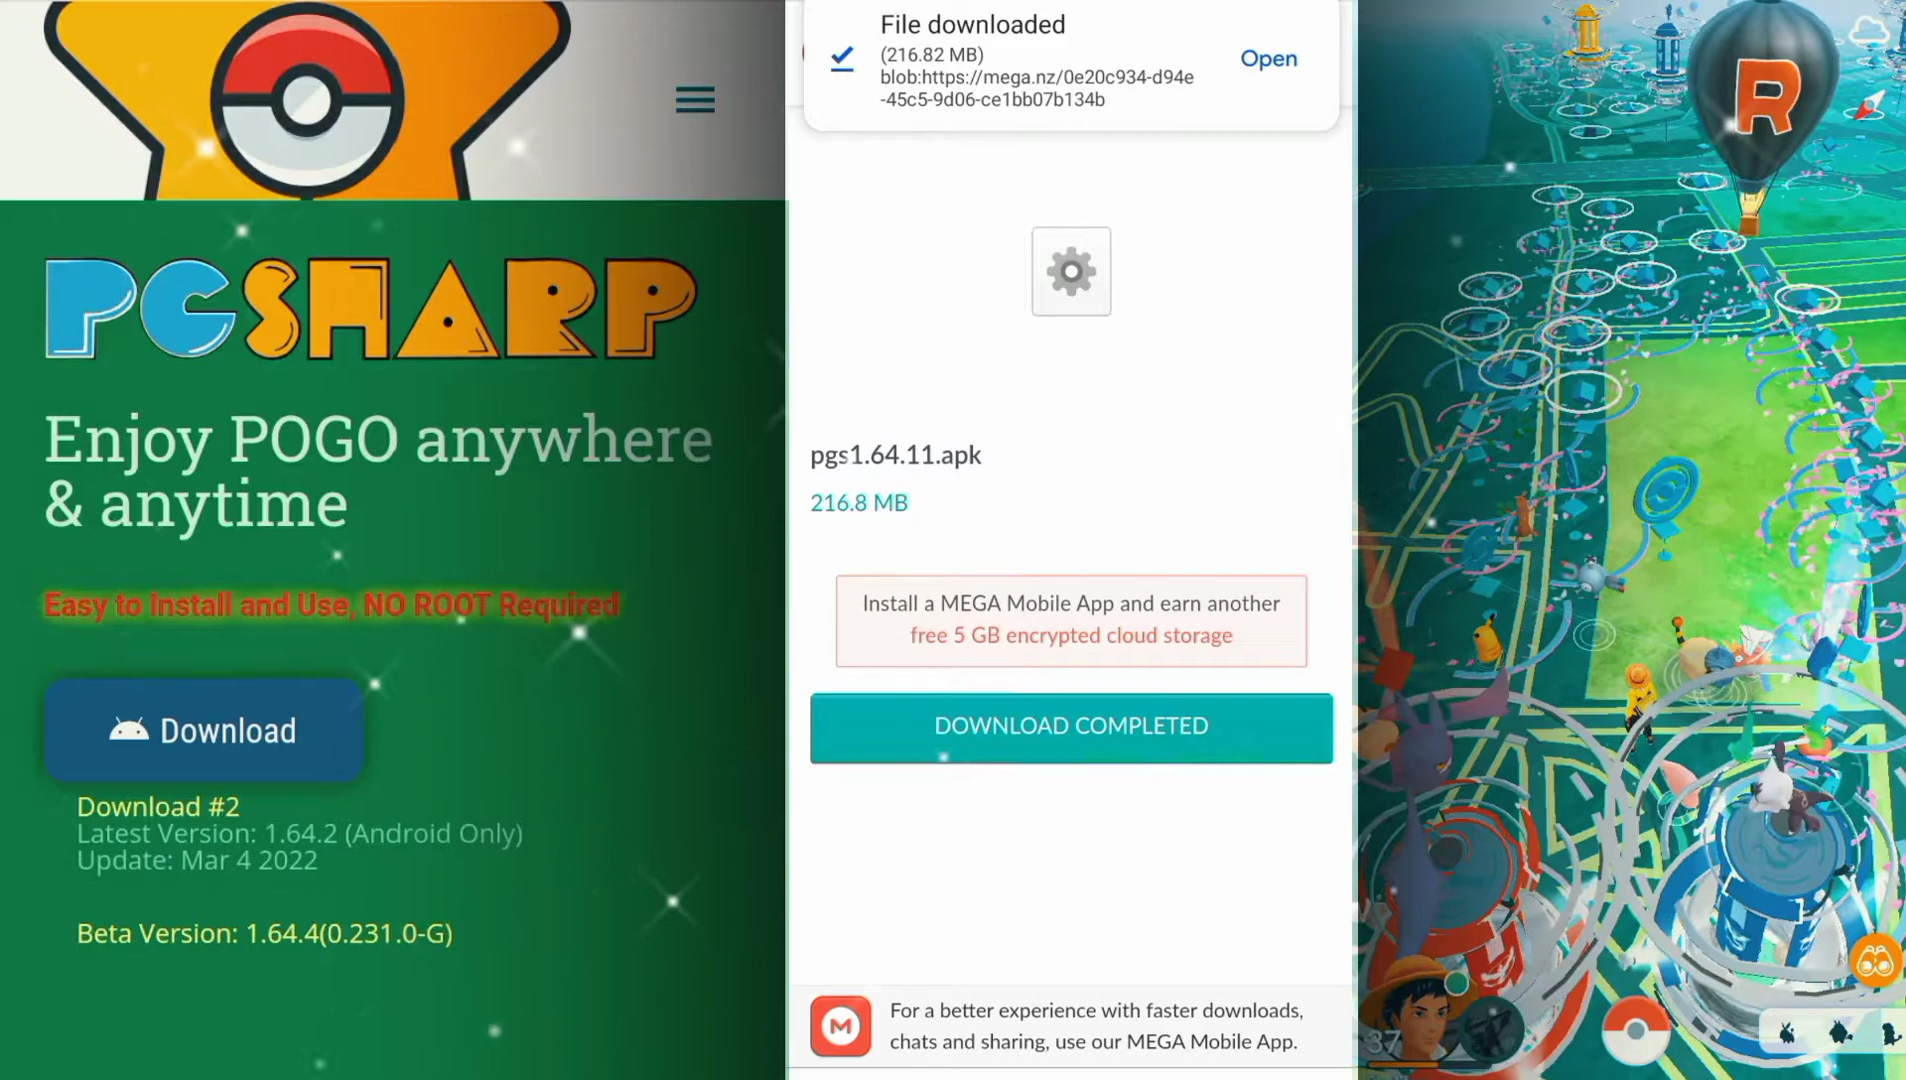 PGSHARP
Enjoy POGO anywhere
& anytime
Easy to Install and Use, NO ROOT Required
Download
Download #2
Latest Version: 1.64.2 (Android Only)
Update: Mar 4 2022
Beta Version: 1.64.4(0.231.0-G)
File downloaded
(216.82 MB)
blob:https://mega.nz/0e20c934-d94e
-45c5-9d06-ce1bb07b134b
Open
pgs1.64.11.apk
216.8 MB
Install a MEGA Mobile App and earn another
free 5 GB encrypted cloud storage
DOWNLOAD COMPLETED
M
For a better experience with faster downloads,
chats and sharing, use our MEGA Mobile App.
R
37